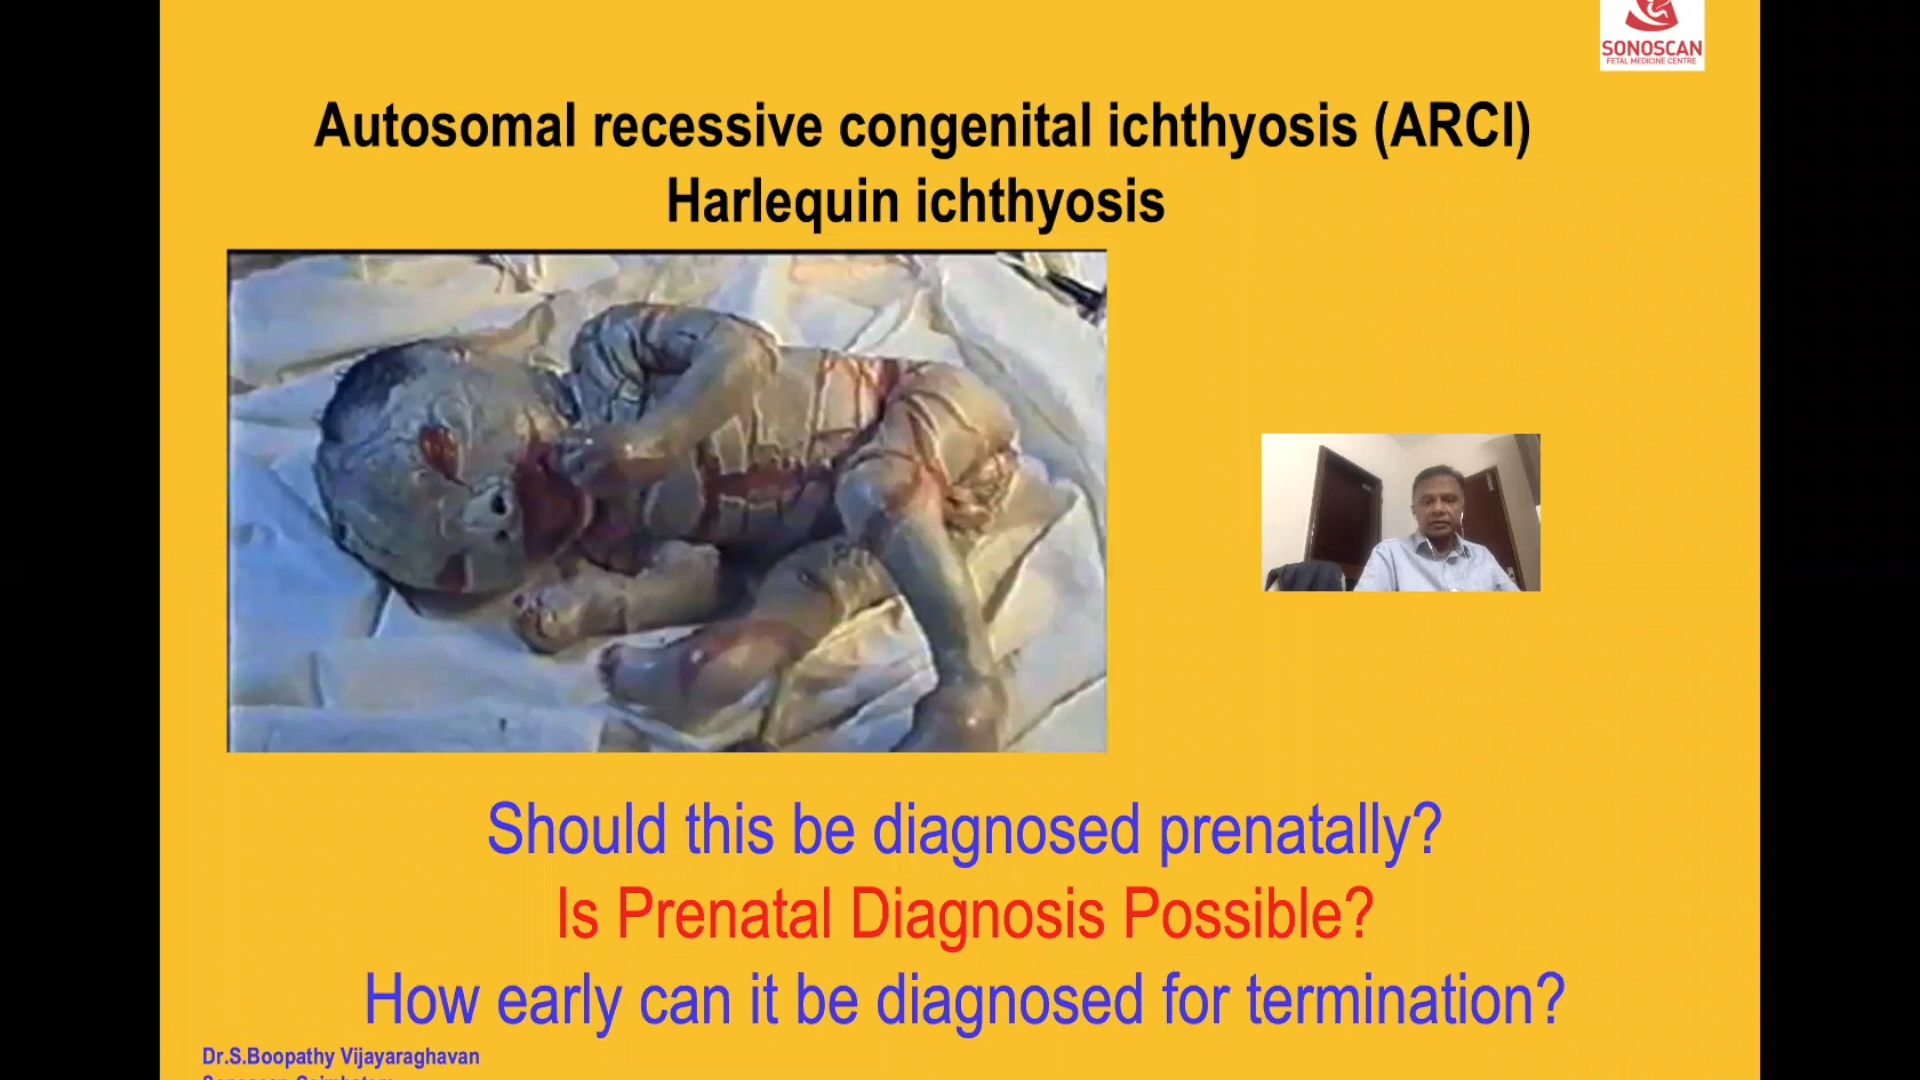 SONOSCAN
FETAL MEDICINE CENTRE
Autosomal recessive congenital ichthyosis (ARCI)
Harlequin ichthyosis
Should this be diagnosed prenatally?
Is Prenatal Diagnosis Possible?
How early can it be diagnosed for termination?
Dr.S.Boopathy Vijayaraghavan